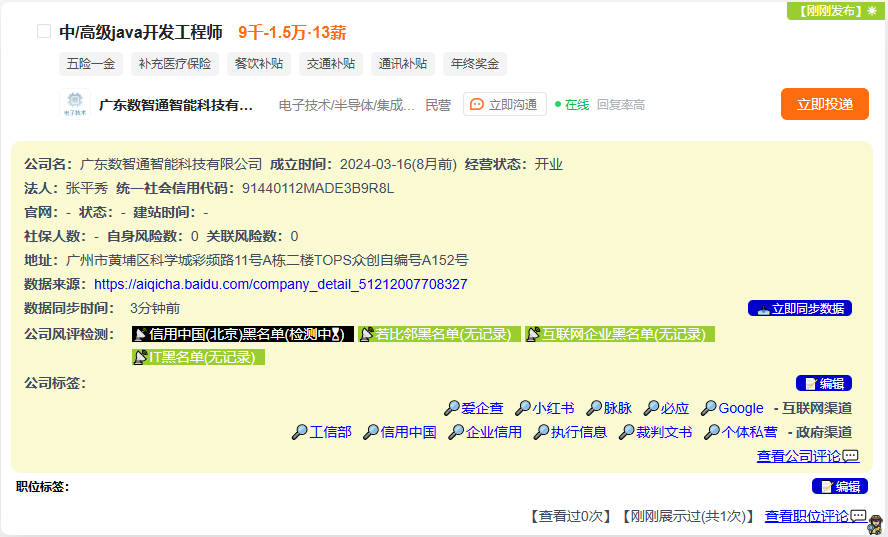 【刚刚发布】
中/高级java开发工程师 9千-1.5万·13薪
五险一金 补充医疗保险 餐饮补贴 交通补贴 通讯补贴 年终奖金
电子技术 广东数智通智能科技有... 电子技术/半导体/集成... 民营 立即沟通 在线 回复率高 立即投递
公司名：广东数智通智能科技有限公司 成立时间：2024-03-16(8月前) 经营状态：开业
法人：张平秀 统一社会信用代码：91440112MADE3B9R8L
官网：- 状态：- 建站时间：-
社保人数：- 自身风险数：0 关联风险数：0
地址：广州市黄埔区科学城彩频路11号A栋二楼TOPS众创自编号A152号
数据来源：https://aiqicha.baidu.com/company_detail_51212007708327
数据同步时间：3分钟前 立即同步数据
公司风评检测：信用中国(北京)黑名单(检测中⌛) 若比邻黑名单(无记录) 互联网企业黑名单(无记录)
IT黑名单(无记录)
公司标签： 编辑
爱企查 小红书 脉脉 必应 Google - 互联网渠道
工信部 信用中国 企业信用 执行信息 裁判文书 个体私营 - 政府渠道
查看公司评论
职位标签： 编辑
【查看过0次】【刚刚展示过(共1次)】 查看职位评论